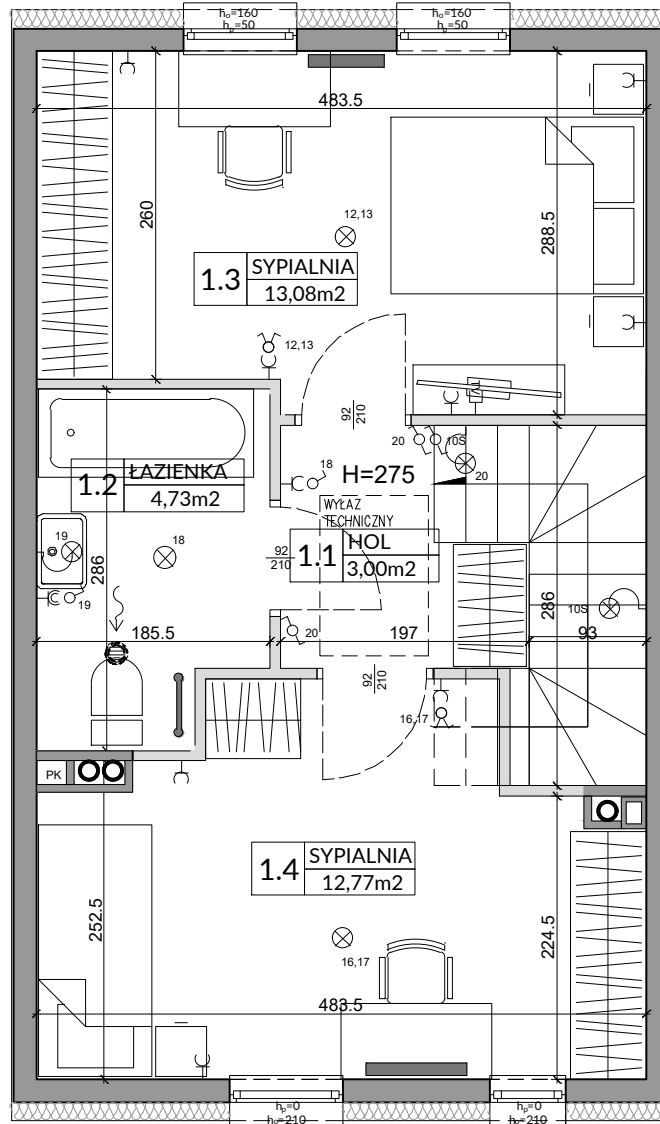 h₀=160
hₚ=50
h₀=160
hₚ=50
483.5
260
12,13
288.5
1.3
SYPIALNIA
13,08m2
12,13
92
210
20
10S
1.2
ŁAZIENKA
4,73m2
18
H=275
20
WYŁAZ
TECHNICZNY
19
18
286
92
210
1.1
HOL
3,00m2
286
10S
19
20
185.5
197
93
92
210
16,17
PK
1.4
SYPIALNIA
12,77m2
252.5
224.5
16,17
483.5
hₚ=0
h₀=210
hₚ=0
h₀=210